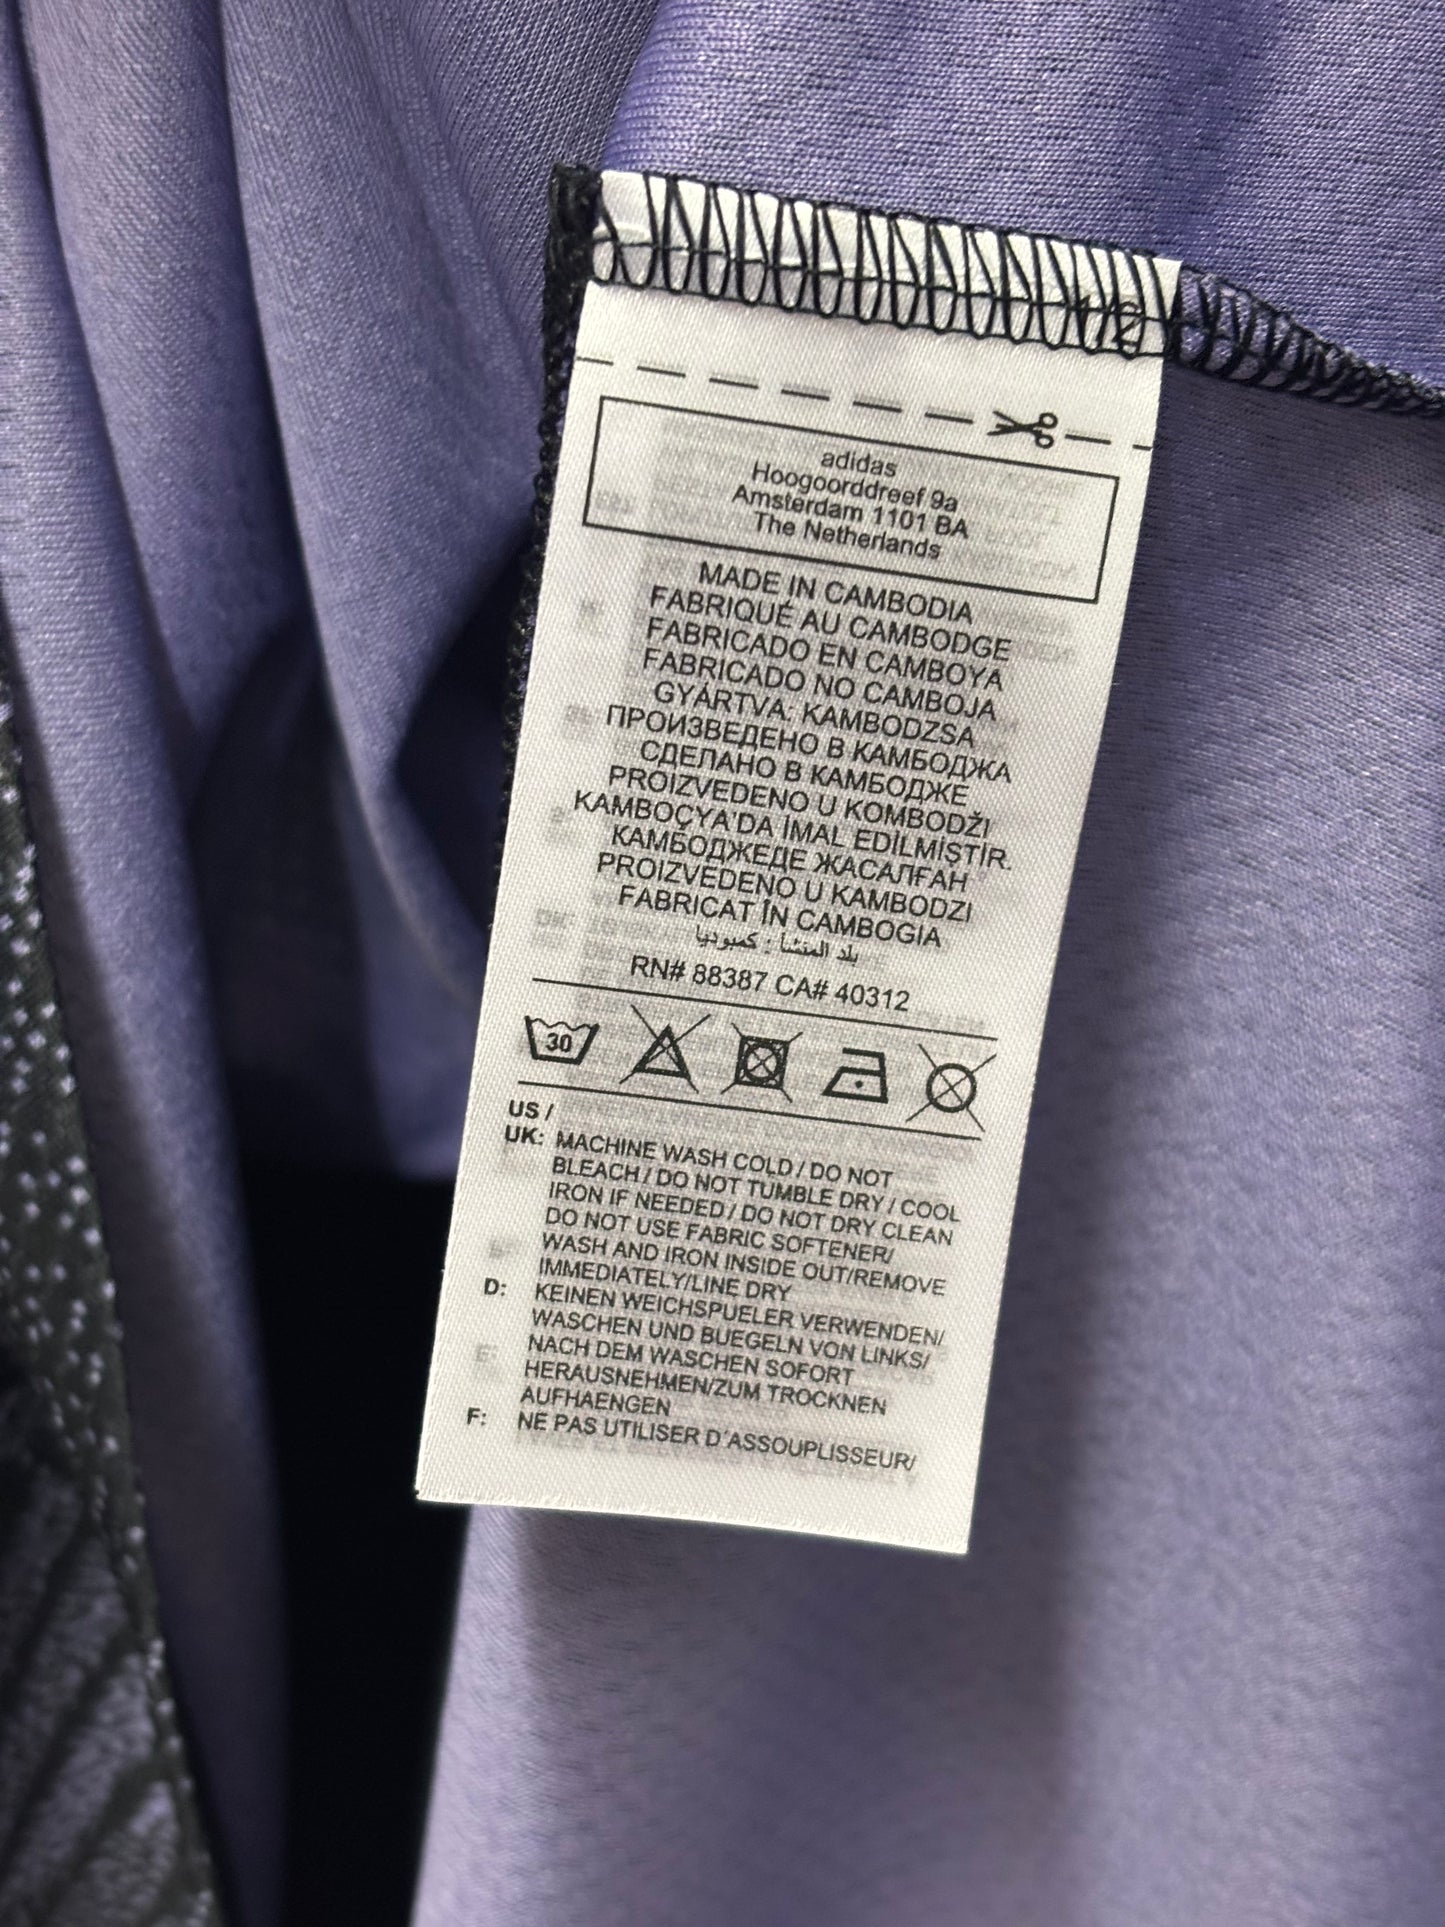 1/2
adidas
Hoogoorddreef 9a
Amsterdam 1101 BA
The Netherlands
MADE IN CAMBODIA
FABRIQUÉ AU CAMBODGE
FABRICADO EN CAMBOYA
FABRICADO NO CAMBOJA
GYÁRTVA: KAMBODZSA
ПРОИЗВЕДЕНО В КАМБОДЖА
СДЕЛАНО В КАМБОДЖЕ
PROIZVEDENO U KOMBODŽI
KAMBOÇYA'DA İMAL EDİLMİŞTİR.
КАМБОДЖЕДЕ ЖАСАЛҒАН
PROIZVEDENO U KAMBODZI
FABRICAT ÎN CAMBOGIA
بلد المنشأ : كمبوديا
RN# 88387 CA# 40312
30
US /
UK: MACHINE WASH COLD / DO NOT
BLEACH / DO NOT TUMBLE DRY / COOL
IRON IF NEEDED / DO NOT DRY CLEAN
DO NOT USE FABRIC SOFTENER/
WASH AND IRON INSIDE OUT/REMOVE
IMMEDIATELY/LINE DRY
D: KEINEN WEICHSPUELER VERWENDEN/
WASCHEN UND BUEGELN VON LINKS/
NACH DEM WASCHEN SOFORT
HERAUSNEHMEN/ZUM TROCKNEN
AUFHAENGEN
F: NE PAS UTILISER D'ASSOUPLISSEUR/